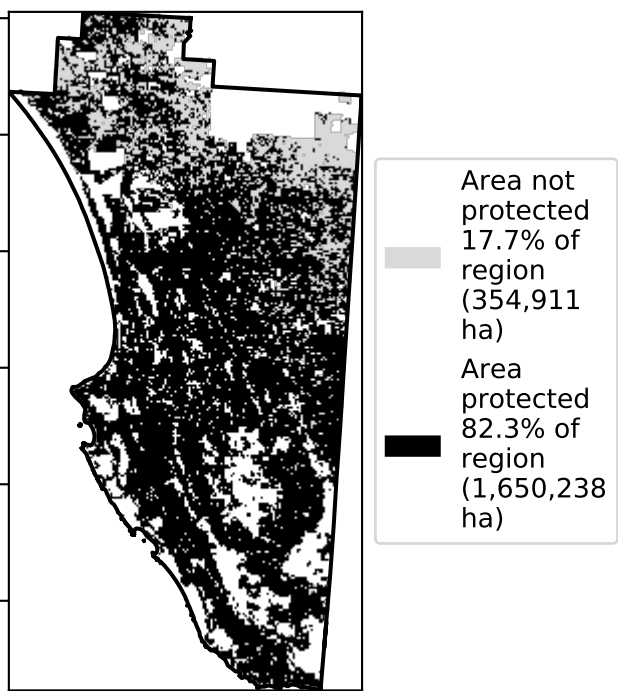 Area not
protected
17.7% of
region
(354,911
ha)
Area
protected
82.3% of
region
(1,650,238
ha)